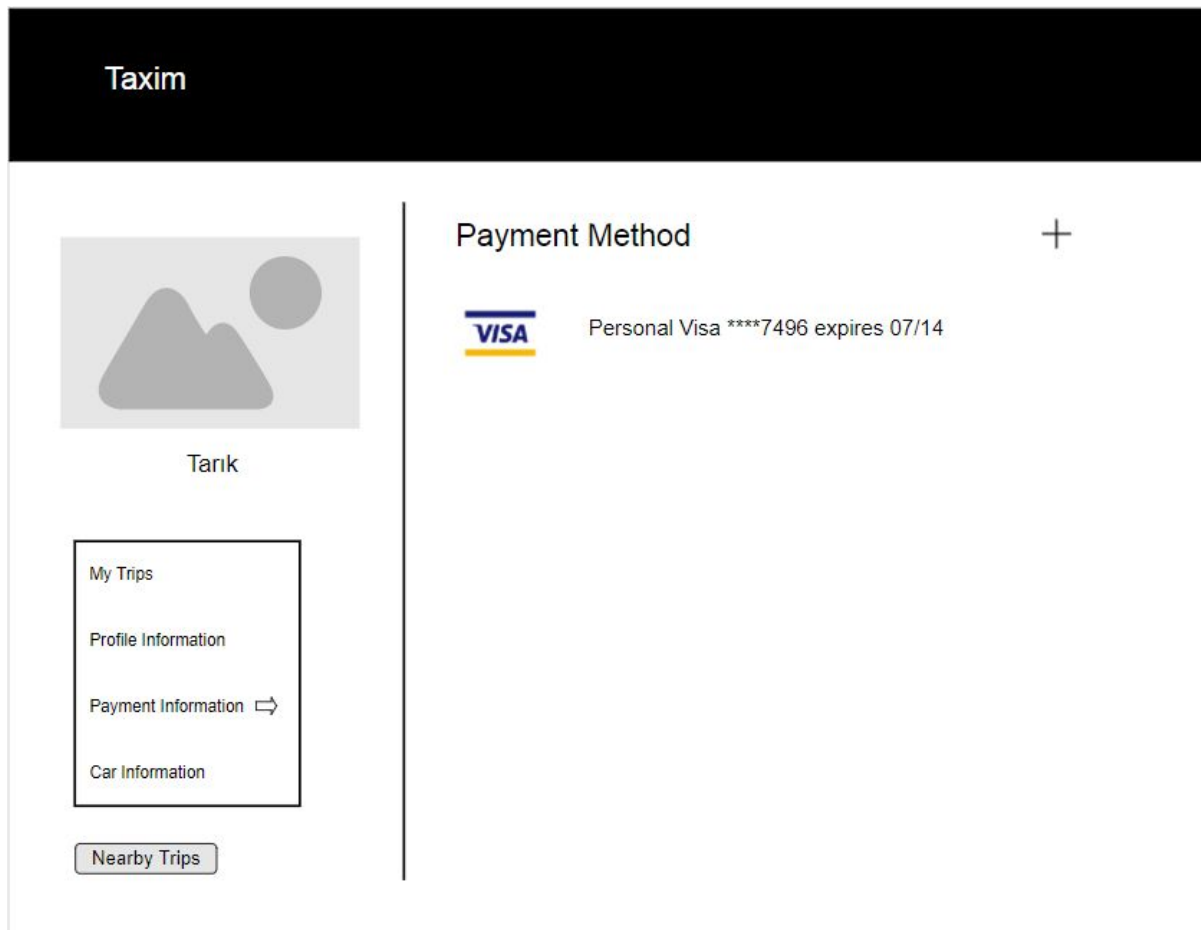 Taxim
Payment Method
VISA
Personal Visa ****7496 expires 07/14
Tarık
My Trips
Profile Information
Payment Information
Car Information
Nearby Trips